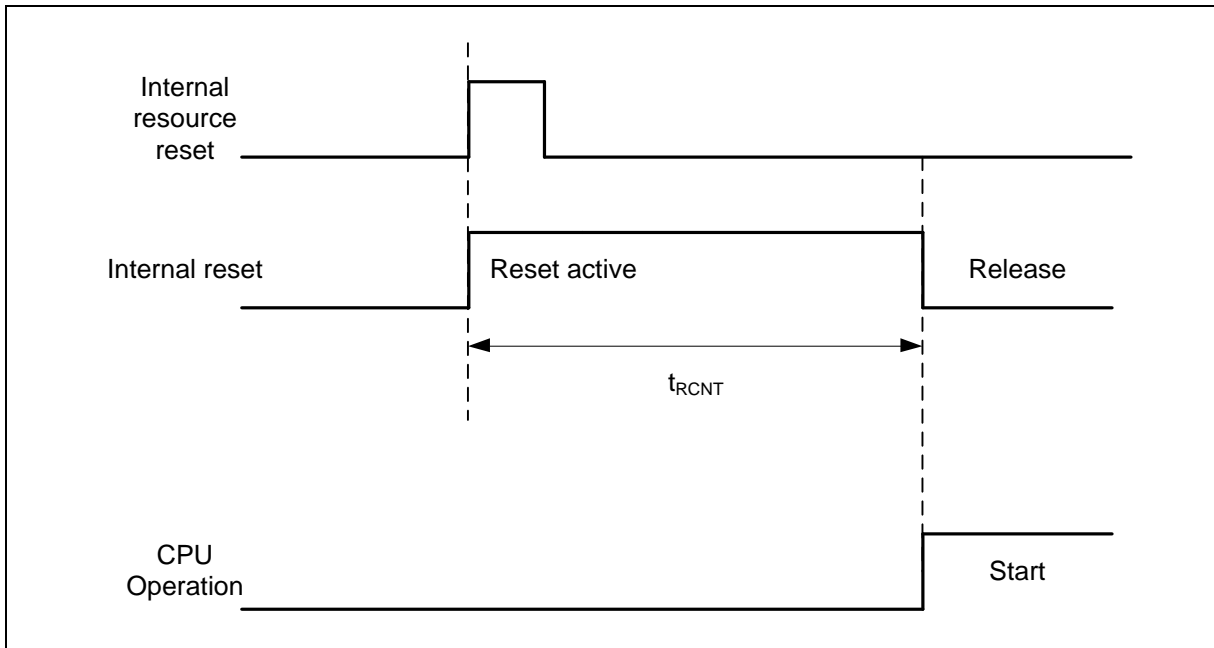 Internal
resource
reset
Internal reset
Reset active
Release
tRCNT
CPU
Operation
Start